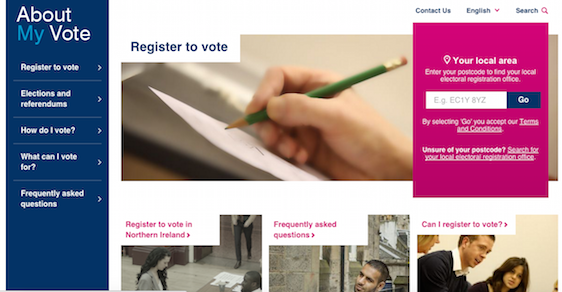 About
My Vote
Register to vote
Elections and
referendums
How do I vote?
What can I vote
for?
Frequently asked
questions
Contact Us
English
Search
Register to vote
Your local area
Enter your postcode to find your local
electoral registration office.
E.g. EC1Y 8YZ
Go
By selecting 'Go' you accept our Terms
and Conditions.
Unsure of your postcode? Search for
your local electoral registration office.
Register to vote in
Northern Ireland
Frequently asked
questions
Can I register to vote?